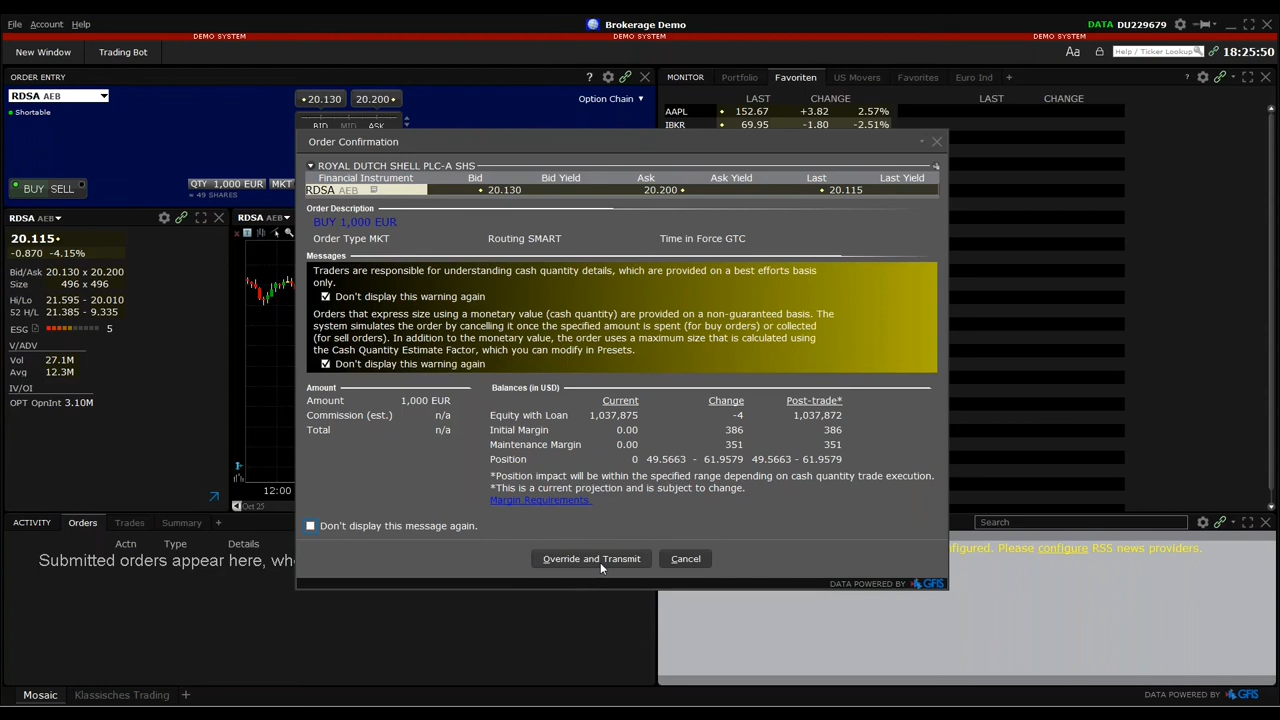 File Account Help
Brokerage Demo
DATA DU229679
DEMO SYSTEM DEMO SYSTEM DEMO SYSTEM
New Window Trading Bot
Aa Help / Ticker Lookup 18:25:50
ORDER ENTRY ?
MONITOR Portfolio Favoriten US Movers Favorites Euro Ind + ?
RDSA AEB 20.130 20.200 Option Chain
LAST CHANGE LAST CHANGE
Shortable
AAPL 152.67 +3.82 2.57%
BID MID ASK
IBKR 69.95 -1.80 -2.51%
BUY SELL QTY 1,000 EUR MKT
≈ 49 SHARES
RDSA AEB
20.115
-0.870 -4.15%
Bid/Ask 20.130 x 20.200
Size 496 x 496
Hi/Lo 21.595 - 20.010
52 H/L 21.385 - 9.335
ESG 5
V/ADV
Vol 27.1M
Avg 12.3M
IV/OI
OPT OpnInt 3.10M
RDSA AEB
12:00
Oct 25
Order Confirmation
ROYAL DUTCH SHELL PLC-A SHS
Financial Instrument Bid Bid Yield Ask Ask Yield Last Last Yield
RDSA AEB 20.130 20.200 20.115
Order Description
BUY 1,000 EUR
Order Type MKT Routing SMART Time in Force GTC
Messages
Traders are responsible for understanding cash quantity details, which are provided on a best efforts basis
only.
Don't display this warning again
Orders that express size using a monetary value (cash quantity) are provided on a non-guaranteed basis. The
system simulates the order by cancelling it once the specified amount is spent (for buy orders) or collected
(for sell orders). In addition to the monetary value, the order uses a maximum size that is calculated using
the Cash Quantity Estimate Factor, which you can modify in Presets.
Don't display this warning again
Amount
Amount 1,000 EUR
Commission (est.) n/a
Total n/a
Balances (in USD)
Current Change Post-trade*
Equity with Loan 1,037,875 -4 1,037,872
Initial Margin 0.00 386 386
Maintenance Margin 0.00 351 351
Position 0 49.5663 - 61.9579 49.5663 - 61.9579
*Position impact will be within the specified range depending on cash quantity trade execution.
*This is a current projection and is subject to change.
Margin Requirements.
Don't display this message again.
Override and Transmit Cancel
DATA POWERED BY GFIS
ACTIVITY Orders Trades Summary +
Actn Type Details
Submitted orders appear here, whe
Search
figured. Please configure RSS news providers.
Mosaic Klassisches Trading +
DATA POWERED BY GFIS